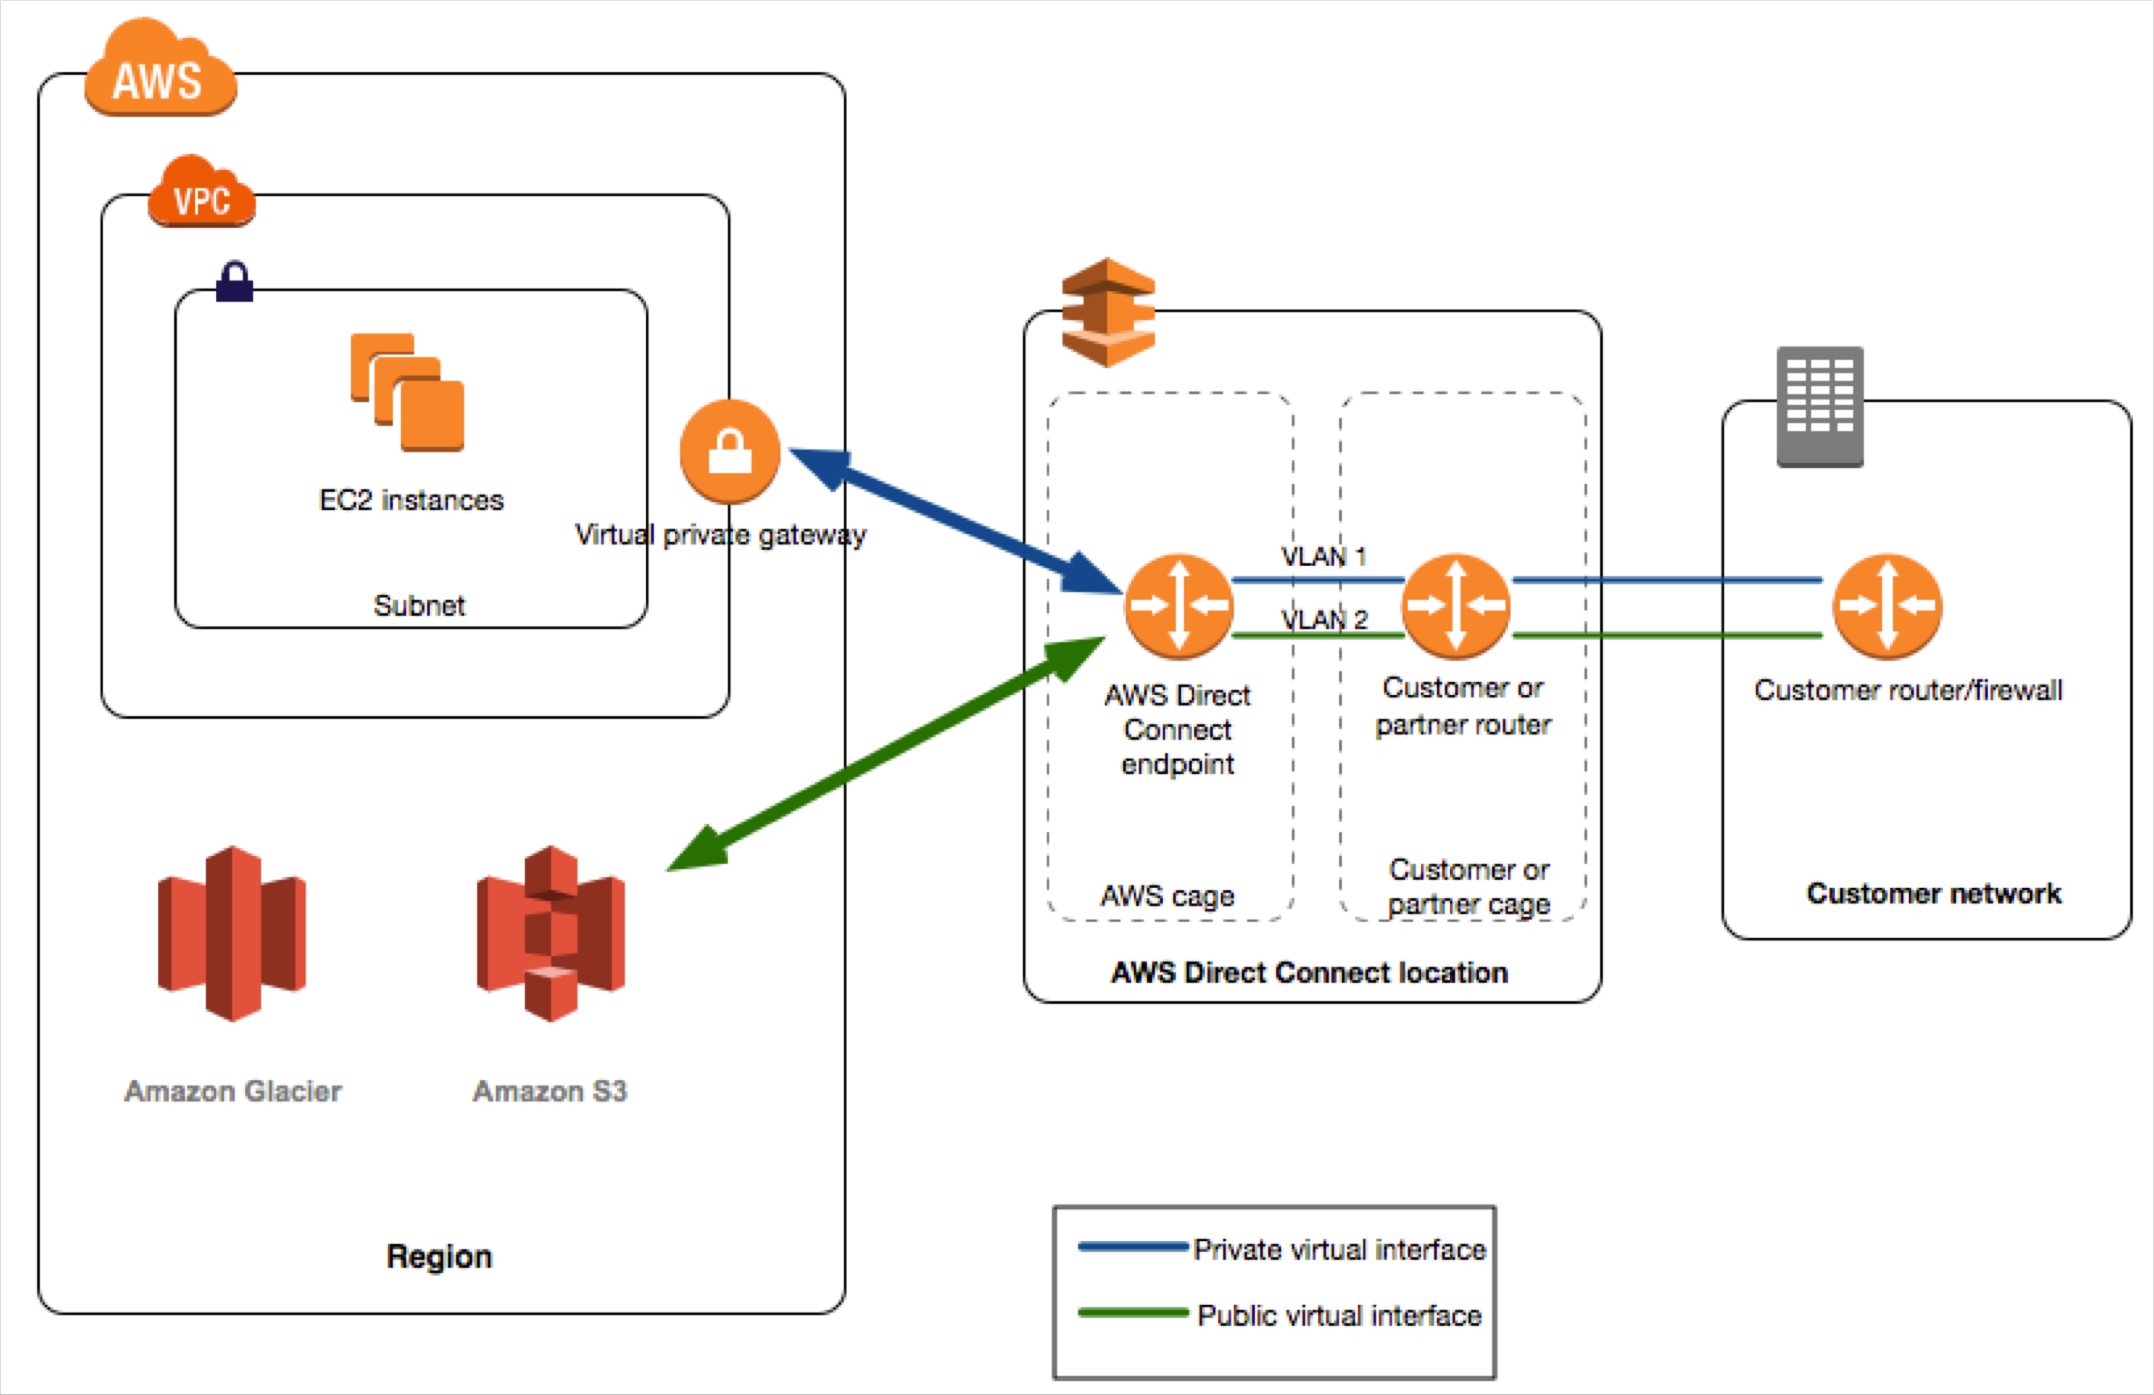 AWS
VPC
EC2 instances
Virtual private gateway
Subnet
Amazon Glacier
Amazon S3
Region
VLAN 1
VLAN 2
AWS Direct
Connect
endpoint
Customer or
partner router
AWS cage
Customer or
partner cage
AWS Direct Connect location
Customer router/firewall
Customer network
Private virtual interface
Public virtual interface